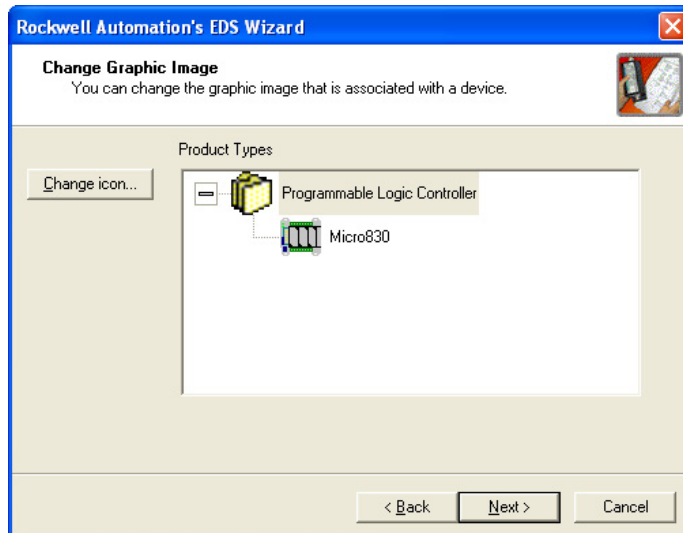 Rockwell Automation's EDS Wizard
Change Graphic Image
You can change the graphic image that is associated with a device.
Product Types
Change icon...
Programmable Logic Controller
Micro830
< Back
Next >
Cancel